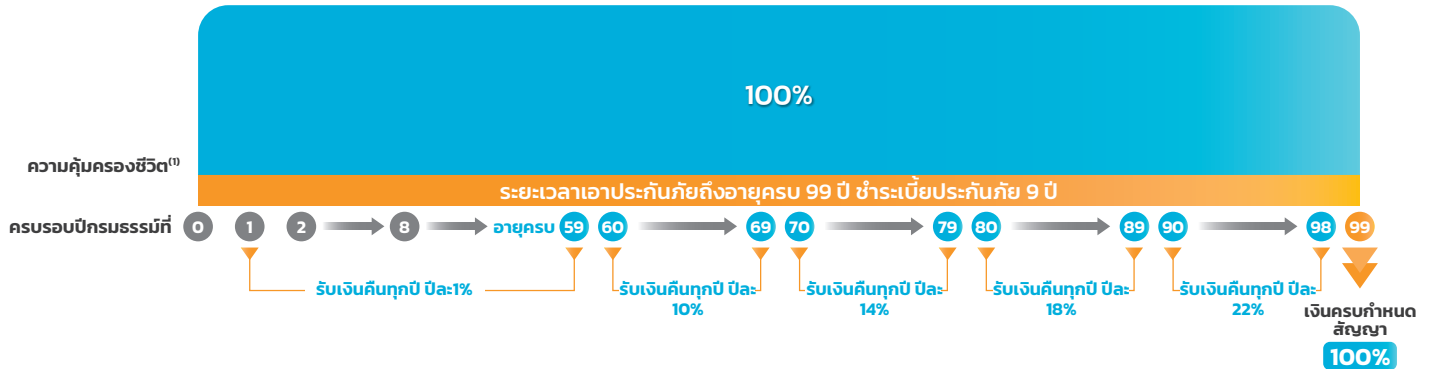 100%
ความคุ้มครองชีวิต(1)
ระยะเวลาเอาประกันภัยถึงอายุครบ 99 ปี ชำระเบี้ยประกันภัย 9 ปี
ครบรอบปีกรมธรรม์ที่ 0 1 2 8 อายุครบ 59 60 69 70 79 80 89 90 98 99
รับเงินคืนทุกปี ปีละ1%
รับเงินคืนทุกปี ปีละ
10%
รับเงินคืนทุกปี ปีละ
14%
รับเงินคืนทุกปี ปีละ
18%
รับเงินคืนทุกปี ปีละ
22%
เงินครบกำหนด
สัญญา
100%